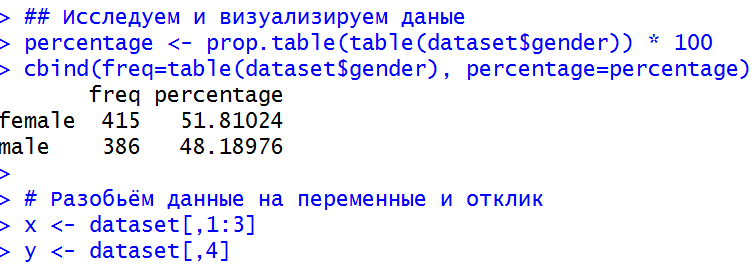 > ## Исследуем и визуализируем даные
> percentage <- prop.table(table(dataset$gender)) * 100
> cbind(freq=table(dataset$gender), percentage=percentage)
       freq percentage
female  415   51.81024
male    386   48.18976
>
> # Разобьём данные на переменные и отклик
> x <- dataset[,1:3]
> y <- dataset[,4]